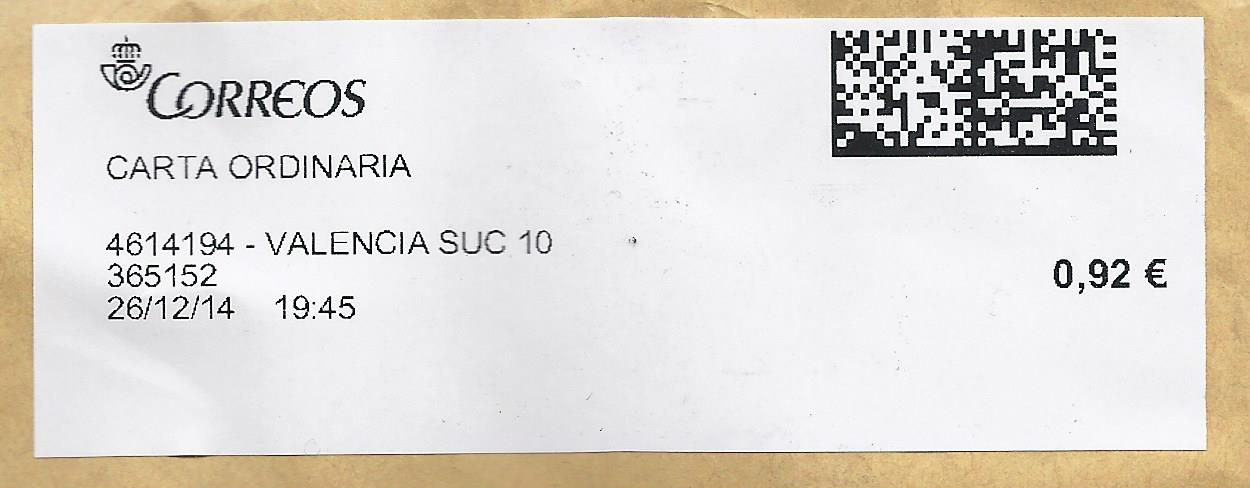 CORREOS
CARTA ORDINARIA
4614194 - VALENCIA SUC 10
365152
26/12/14 19:45
0,92 €